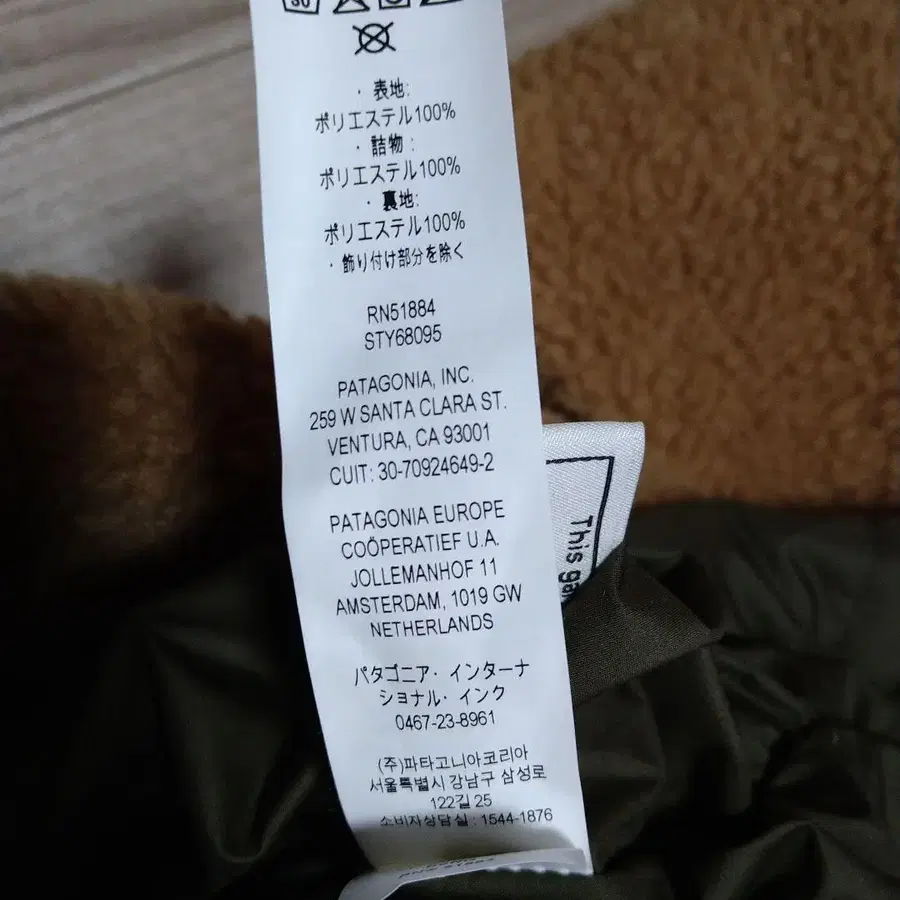 30
・表地:
ポリエステル100%
・詰物:
ポリエステル100%
・裏地:
ポリエステル100%
・飾り付け部分を除く
RN51884
STY68095
PATAGONIA, INC.
259 W SANTA CLARA ST.
VENTURA, CA 93001
CUIT: 30-70924649-2
PATAGONIA EUROPE
COÖPERATIEF U.A.
JOLLEMANHOF 11
AMSTERDAM, 1019 GW
NETHERLANDS
パタゴニア・インターナ
ショナル・インク
0467-23-8961
(주)파타고니아코리아
서울특별시 강남구 삼성로
122길 25
소비자상담실 : 1544-1876
This